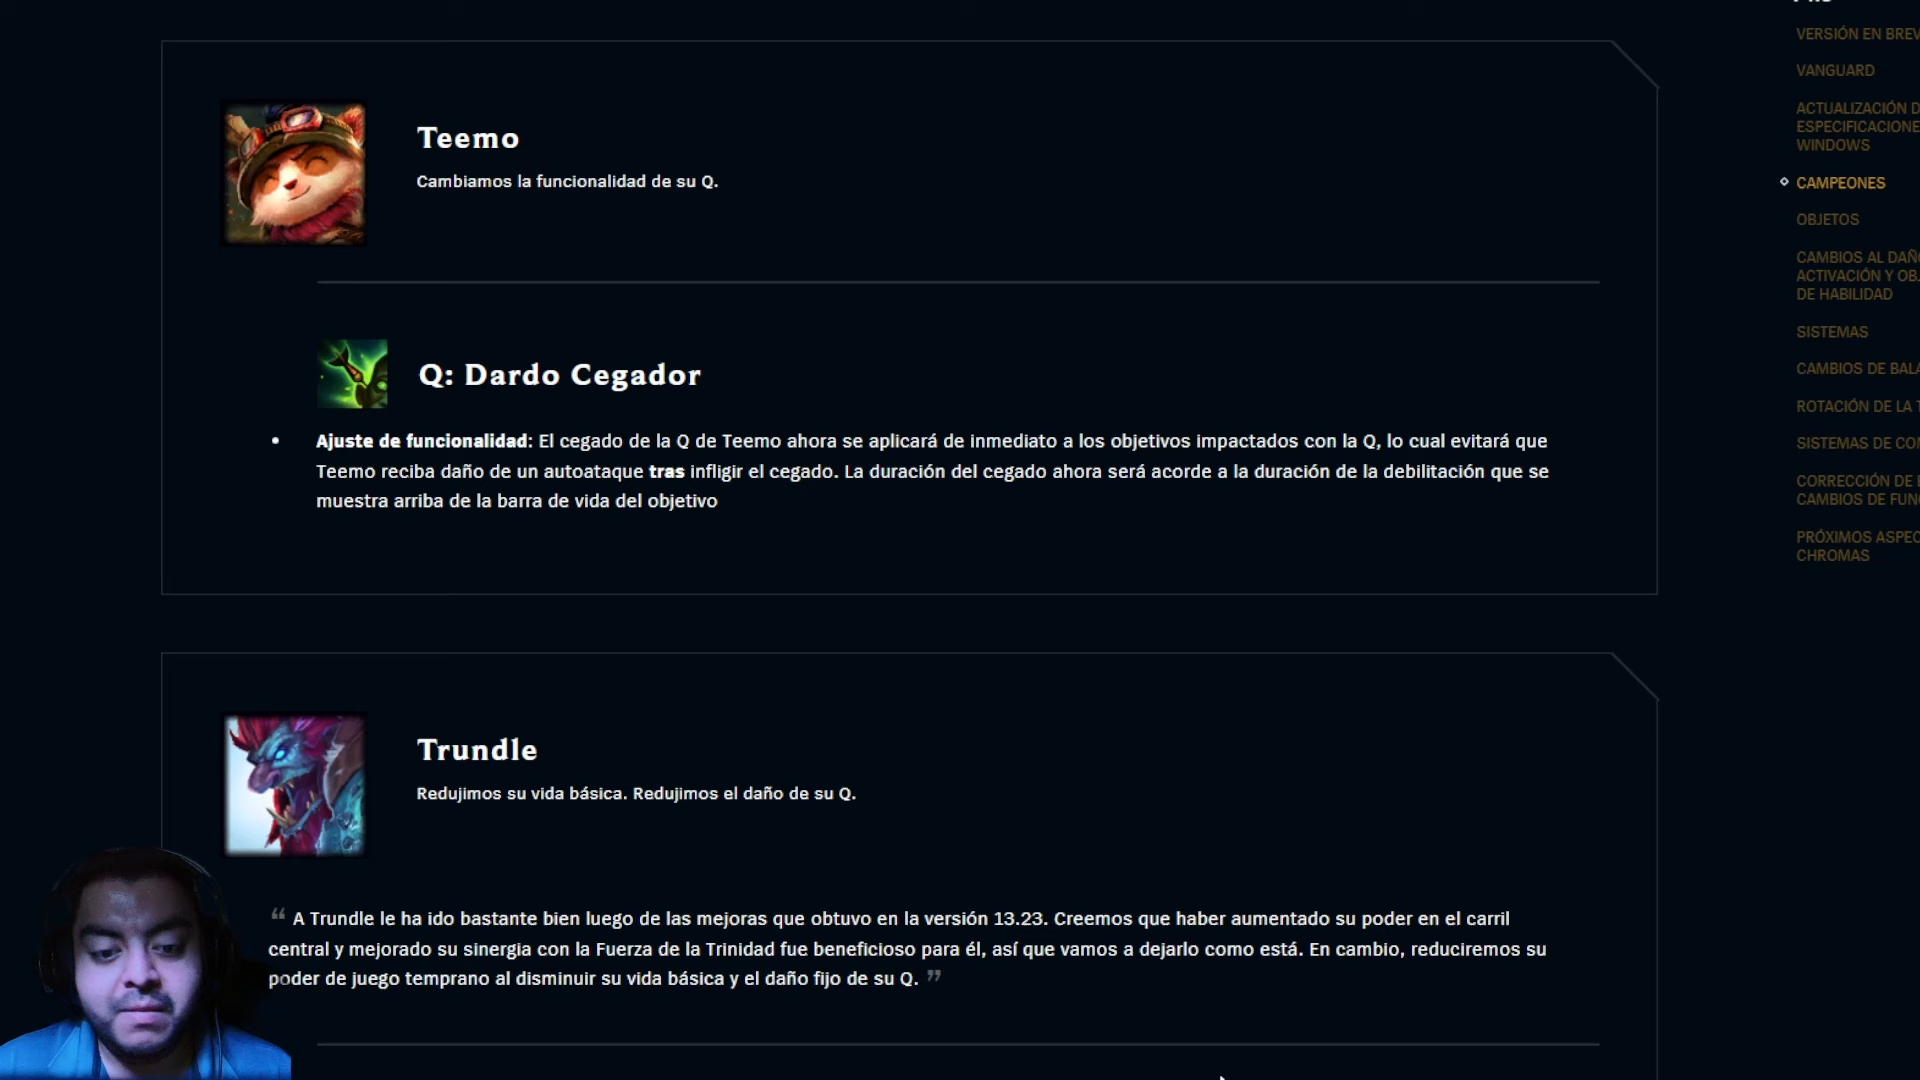 Teemo
Cambiamos la funcionalidad de su Q.
Q: Dardo Cegador
Ajuste de funcionalidad: El cegado de la Q de Teemo ahora se aplicará de inmediato a los objetivos impactados con la Q, lo cual evitará que
Teemo reciba daño de un autoataque tras infligir el cegado. La duración del cegado ahora será acorde a la duración de la debilitación que se
muestra arriba de la barra de vida del objetivo
Trundle
Redujimos su vida básica. Redujimos el daño de su Q.
“ A Trundle le ha ido bastante bien luego de las mejoras que obtuvo en la versión 13.23. Creemos que haber aumentado su poder en el carril
central y mejorado su sinergia con la Fuerza de la Trinidad fue beneficioso para él, así que vamos a dejarlo como está. En cambio, reduciremos su
poder de juego temprano al disminuir su vida básica y el daño fijo de su Q. ”
VERSIÓN EN BREV
VANGUARD
ACTUALIZACIÓN D
ESPECIFICACIONE
WINDOWS
CAMPEONES
OBJETOS
CAMBIOS AL DAÑ
ACTIVACIÓN Y OB
DE HABILIDAD
SISTEMAS
CAMBIOS DE BAL
ROTACIÓN DE LA
SISTEMAS DE CO
CORRECCIÓN DE
CAMBIOS DE FUN
PRÓXIMOS ASPEC
CHROMAS